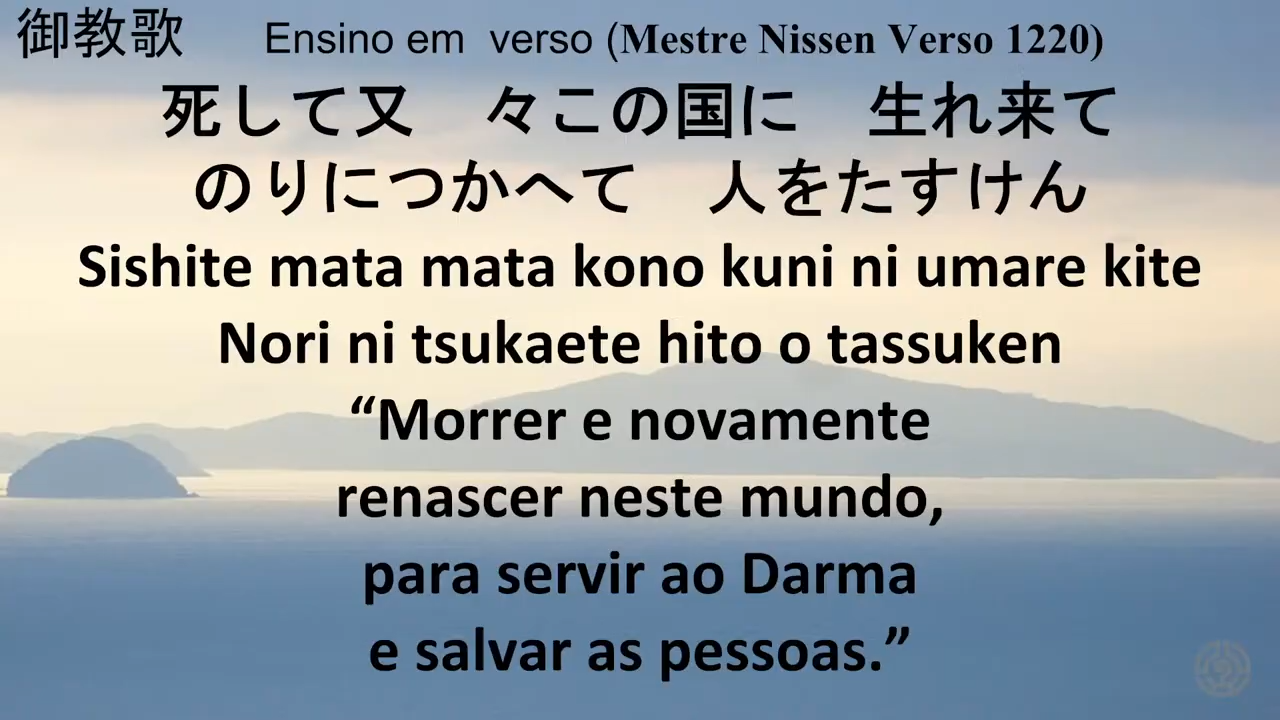 御教歌 Ensino em verso (Mestre Nissen Verso 1220)
死して又 々この国に 生れ来て
のりにつかへて 人をたすけん
Sishite mata mata kono kuni ni umare kite
Nori ni tsukaete hito o tassuken
“Morrer e novamente
renascer neste mundo,
para servir ao Darma
e salvar as pessoas.”